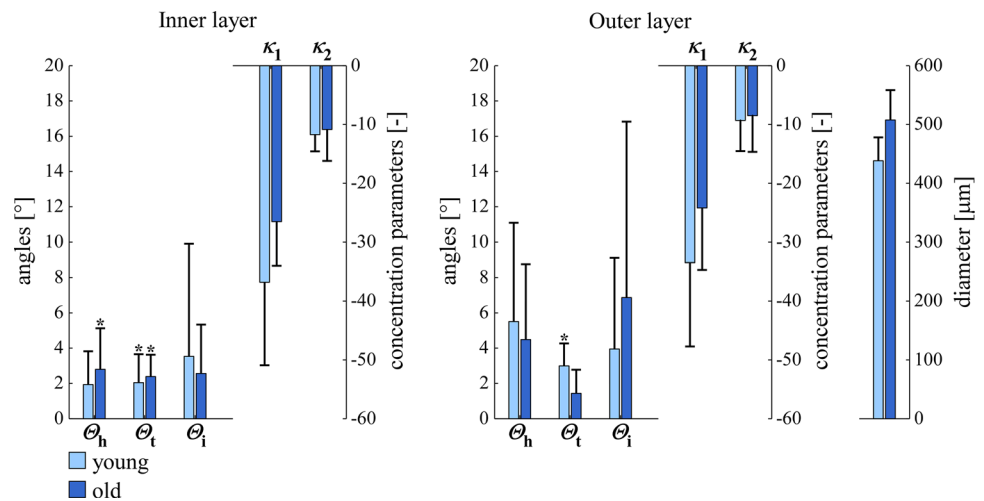 Inner layer
κ1 κ2
20 0
18
16 -10
14
12 -20
10
8 -30
6 -40
4
2 -50
0 -60
angles [°]
concentration parameters [-]
* * *
Θh Θt Θi
young
old
Outer layer
κ1 κ2
20 0
18
16 -10
14
12 -20
10
8 -30
6 -40
4
2 -50
0 -60
angles [°]
concentration parameters [-]
*
Θh Θt Θi
600
500
400
300
200
100
0
diameter [µm]